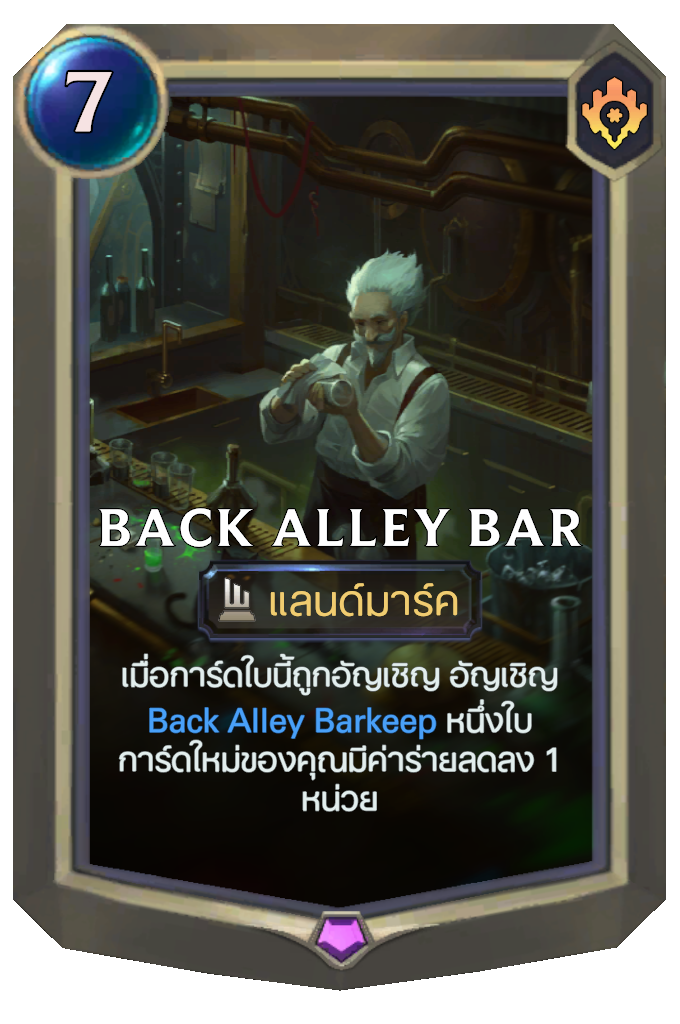 7
BACK ALLEY BAR
แลนด์มาร์ค
เมื่อการ์ดใบนี้ถูกอัญเชิญ อัญเชิญ
Back Alley Barkeep หนึ่งใบ
การ์ดใหม่ของคุณมีค่าร่ายลดลง 1
หน่วย